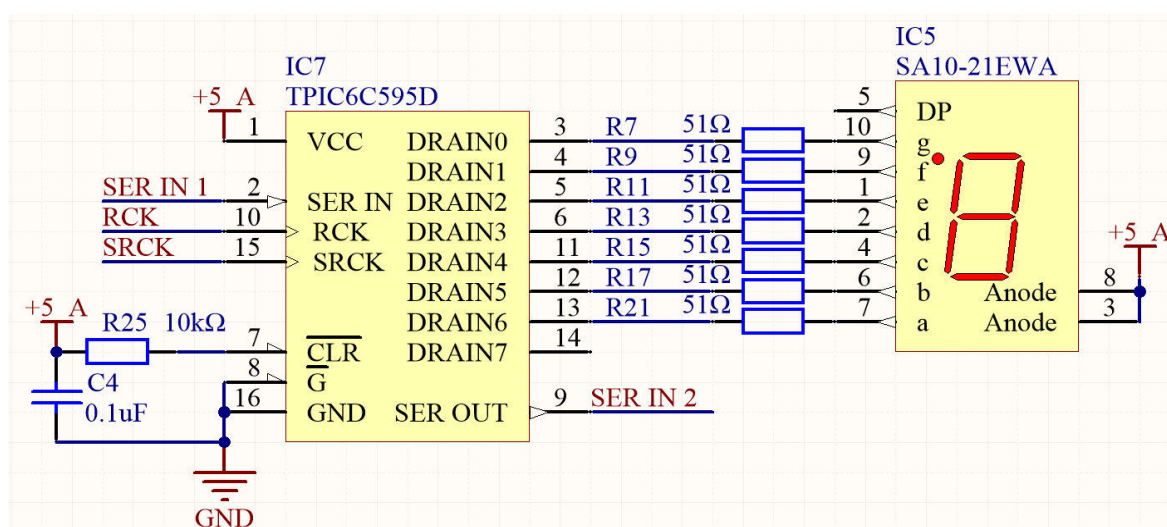 IC5
SA10-21EWA
IC7
TPIC6C595D
+5 A
1 VCC
DRAIN0 3 R7 51Ω 10 g
DRAIN1 4 R9 51Ω 9 f
SER IN 1 2 SER IN
DRAIN2 5 R11 51Ω 1 e
RCK 10 RCK
DRAIN3 6 R13 51Ω 2 d
SRCK 15 SRCK
DRAIN4 11 R15 51Ω 4 c
DRAIN5 12 R17 51Ω 6 b
DRAIN6 13 R21 51Ω 7 a
DRAIN7 14
5 DP
+5 A
Anode 8
Anode 3
+5 A
R25 10kΩ 7 CLR
8 G
C4
0.1uF
16 GND
SER OUT 9 SER IN 2
GND